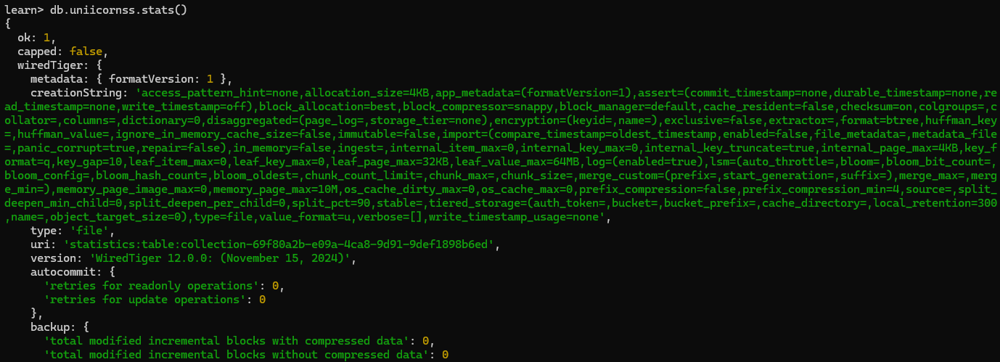 learn> db.uniicornss.stats()
{
  ok: 1,
  capped: false,
  wiredTiger: {
    metadata: { formatVersion: 1 },
    creationString: 'access_pattern_hint=none,allocation_size=4KB,app_metadata=(formatVersion=1),assert=(commit_timestamp=none,durable_timestamp=none,re
ad_timestamp=none,write_timestamp=off),block_allocation=best,block_compressor=snappy,block_manager=default,cache_resident=false,checksum=on,colgroups=,c
ollator=,columns=,dictionary=0,disaggregated=(page_log=,storage_tier=none),encryption=(keyid=,name=),exclusive=false,extractor=,format=btree,huffman_key
=,huffman_value=,ignore_in_memory_cache_size=false,immutable=false,import=(compare_timestamp=oldest_timestamp,enabled=false,file_metadata=,metadata_file
=,panic_corrupt=true,repair=false),in_memory=false,ingest=,internal_item_max=0,internal_key_max=0,internal_key_truncate=true,internal_page_max=4KB,key_f
ormat=q,key_gap=10,leaf_item_max=0,leaf_key_max=0,leaf_page_max=32KB,leaf_value_max=64MB,log=(enabled=true),lsm=(auto_throttle=,bloom=,bloom_bit_count=,
bloom_config=,bloom_hash_count=,bloom_oldest=,chunk_count_limit=,chunk_max=,chunk_size=,merge_custom=(prefix=,start_generation=,suffix=),merge_max=,merg
e_min=),memory_page_image_max=0,memory_page_max=10M,os_cache_dirty_max=0,os_cache_max=0,prefix_compression=false,prefix_compression_min=4,source=,split_
deepen_min_child=0,split_deepen_per_child=0,split_pct=90,stable=,tiered_storage=(auth_token=,bucket=,bucket_prefix=,cache_directory=,local_retention=300
,name=,object_target_size=0),type=file,value_format=u,verbose=[],write_timestamp_usage=none',
    type: 'file',
    uri: 'statistics:table:collection-69f80a2b-e09a-4ca8-9d91-9def1898b6ed',
    version: 'WiredTiger 12.0.0: (November 15, 2024)',
    autocommit: {
      'retries for readonly operations': 0,
      'retries for update operations': 0
    },
    backup: {
      'total modified incremental blocks with compressed data': 0,
      'total modified incremental blocks without compressed data': 0